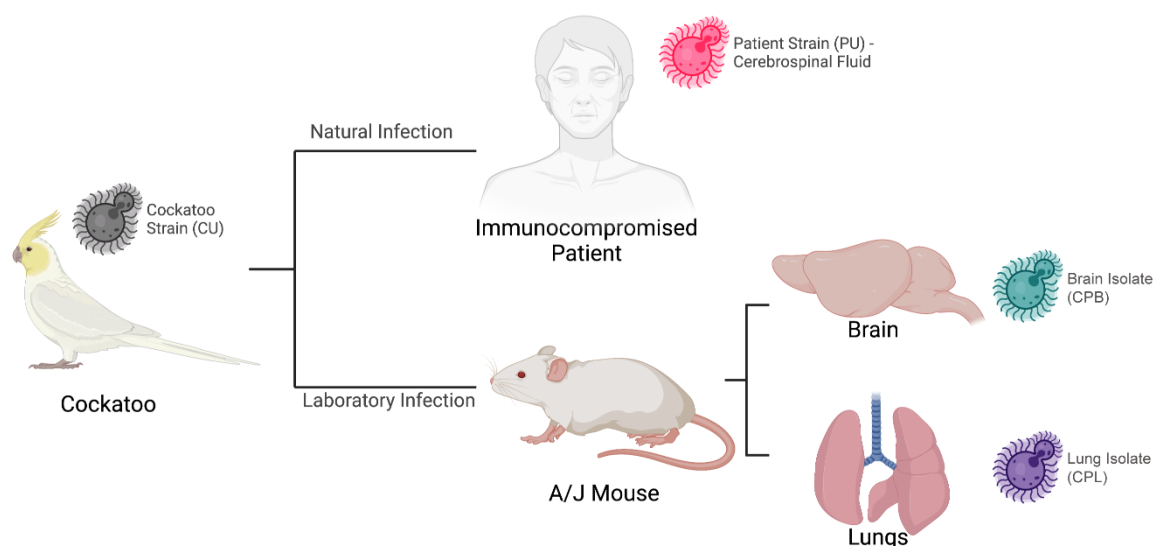 Patient Strain (PU) -
Cerebrospinal Fluid
Natural Infection
Cockatoo
Strain (CU)
Immunocompromised
Patient
Brain Isolate
(CPB)
Brain
Cockatoo
Laboratory Infection
Lung Isolate
(CPL)
A/J Mouse
Lungs